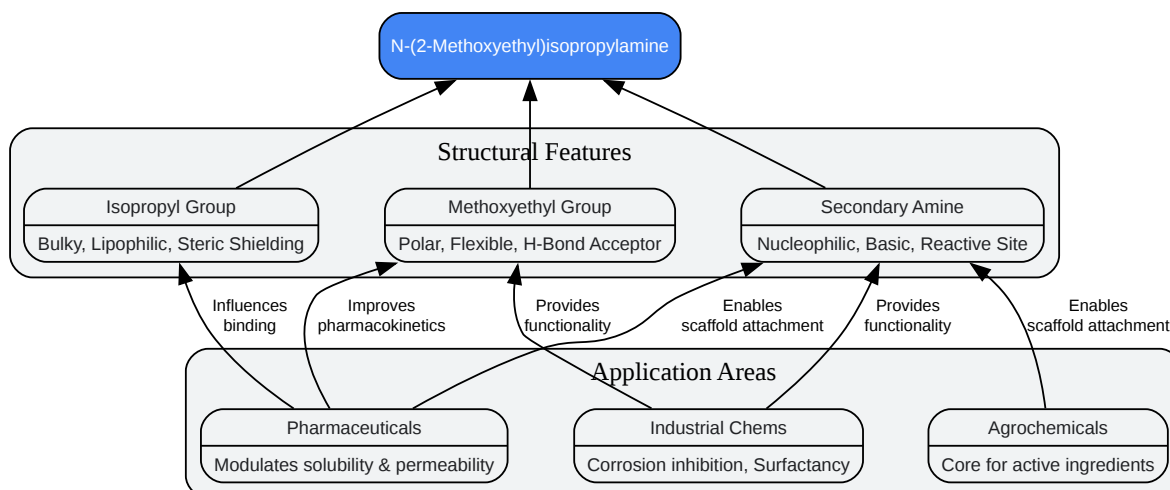 N-(2-Methoxyethyl)isopropylamine
Structural Features
Isopropyl Group
Bulky, Lipophilic, Steric Shielding
Methoxyethyl Group
Polar, Flexible, H-Bond Acceptor
Secondary Amine
Nucleophilic, Basic, Reactive Site
Influences
binding
Improves
pharmacokinetics
Provides
functionality
Enables
scaffold attachment
Provides
functionality
Enables
scaffold attachment
Application Areas
Pharmaceuticals
Modulates solubility & permeability
Industrial Chems
Corrosion inhibition, Surfactancy
Agrochemicals
Core for active ingredients